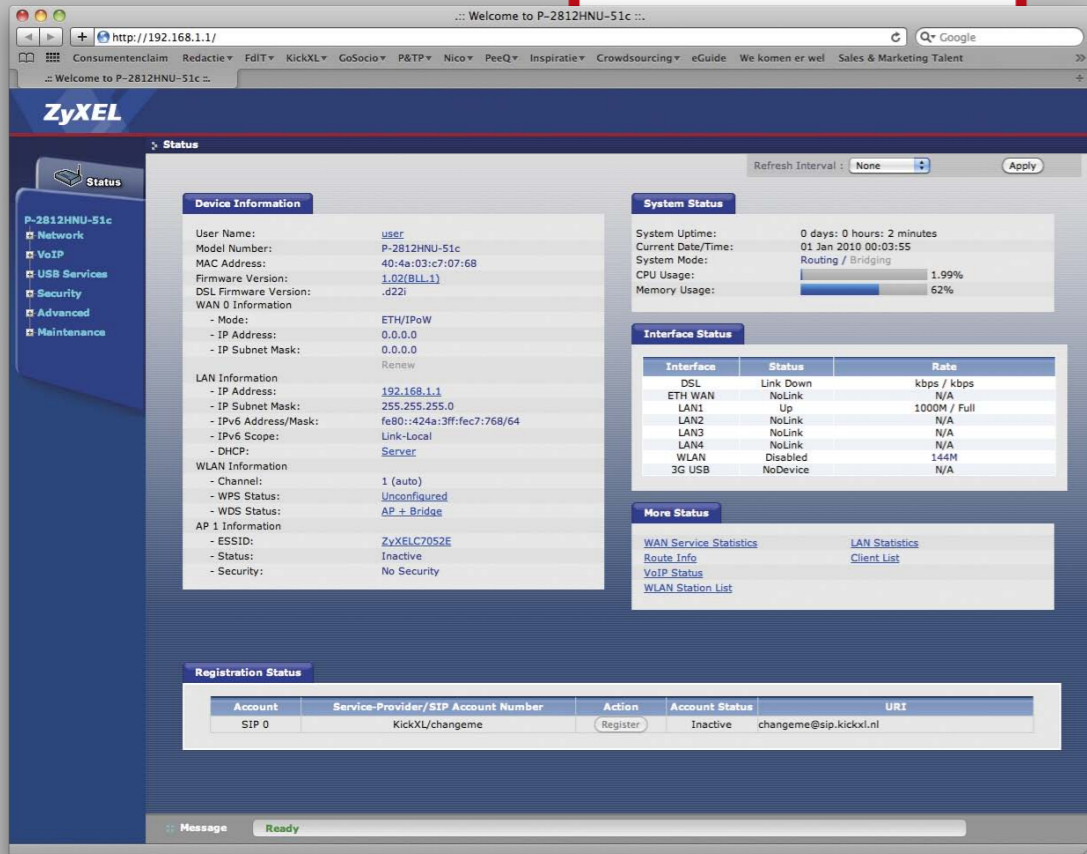 .:: Welcome to P-2812HNU-51c ::.
http://192.168.1.1/
Google
Consumentenclaim Redactie FdIT KickXL GoSocio P&TP Nico PeeQ Inspiratie Crowdsourcing eGuide We komen er wel Sales & Marketing Talent
.:: Welcome to P-2812HNU-51c ::.
ZyXEL
Status
Refresh Interval : None Apply
Status
P-2812HNU-51c
Network
VoIP
USB Services
Security
Advanced
Maintenance
Device Information
User Name: user
Model Number: P-2812HNU-51c
MAC Address: 40:4a:03:c7:07:68
Firmware Version: 1.02(BLL.1)
DSL Firmware Version: .d22i
WAN 0 Information
- Mode: ETH/IPoW
- IP Address: 0.0.0.0
- IP Subnet Mask: 0.0.0.0
Renew
LAN Information
- IP Address: 192.168.1.1
- IP Subnet Mask: 255.255.255.0
- IPv6 Address/Mask: fe80::424a:3ff:fec7:768/64
- IPv6 Scope: Link-Local
- DHCP: Server
WLAN Information
- Channel: 1 (auto)
- WPS Status: Unconfigured
- WDS Status: AP + Bridge
AP 1 Information
- ESSID: ZyXELC7052E
- Status: Inactive
- Security: No Security
System Status
System Uptime: 0 days: 0 hours: 2 minutes
Current Date/Time: 01 Jan 2010 00:03:55
System Mode: Routing / Bridging
CPU Usage: 1.99%
Memory Usage: 62%
Interface Status
Interface Status Rate
DSL Link Down kbps / kbps
ETH WAN NoLink N/A
LAN1 Up 1000M / Full
LAN2 NoLink N/A
LAN3 NoLink N/A
LAN4 NoLink N/A
WLAN Disabled 144M
3G USB NoDevice N/A
More Status
WAN Service Statistics LAN Statistics
Route Info Client List
VoIP Status
WLAN Station List
Registration Status
Account Service-Provider/SIP Account Number Action Account Status URI
SIP 0 KickXL/changeme Register Inactive changeme@sip.kickxl.nl
Message Ready